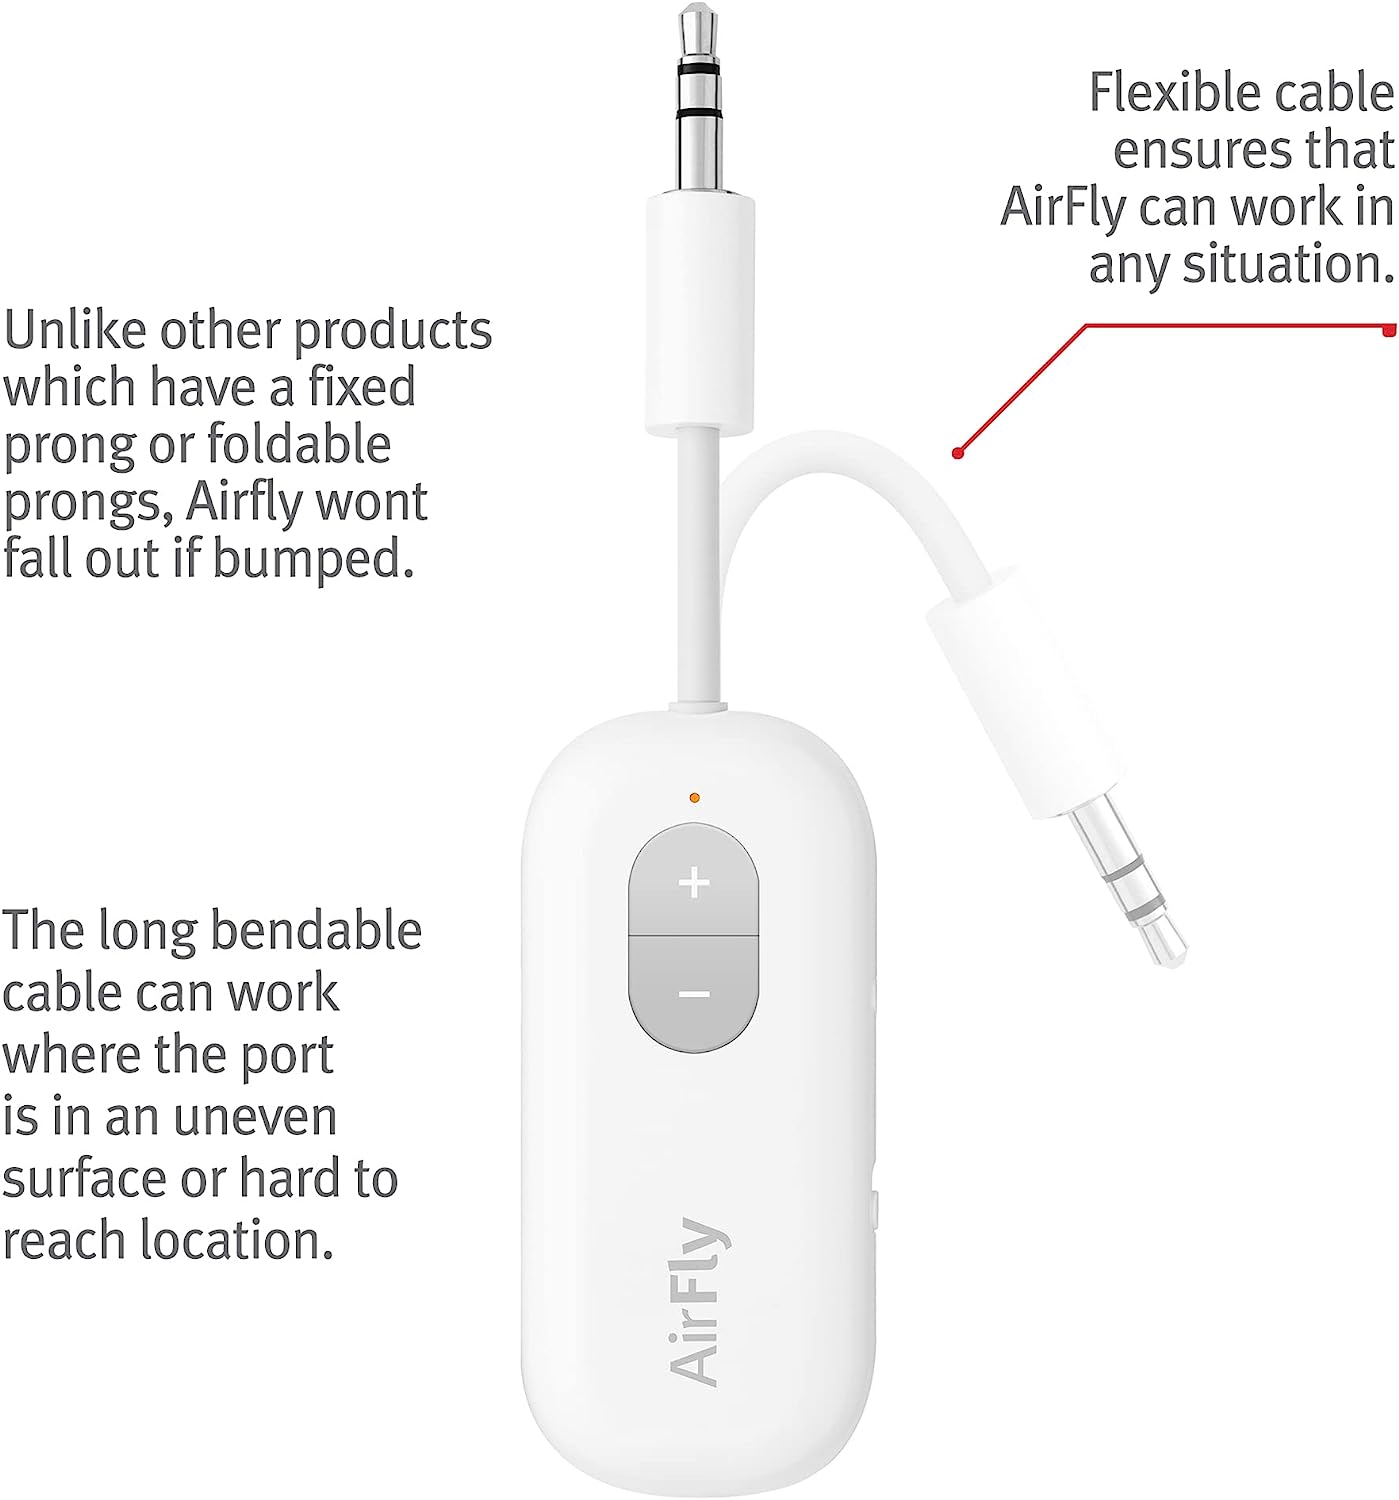 Flexible cable
ensures that
AirFly can work in
any situation.
Unlike other products
which have a fixed
prong or foldable
prongs, Airfly wont
fall out if bumped.
+
−
The long bendable
cable can work
where the port
is in an uneven
surface or hard to
reach location.
AirFly